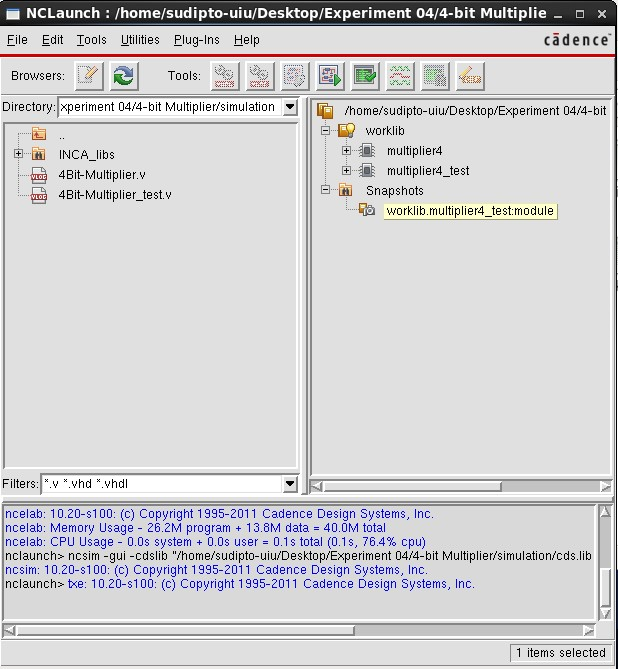 NCLaunch : /home/sudipto-uiu/Desktop/Experiment 04/4-bit Multiplie
File Edit Tools Utilities Plug-Ins Help cādence
Browsers: Tools:
Directory: xperiment 04/4-bit Multiplier/simulation
..
INCA_libs
4Bit-Multiplier.v
4Bit-Multiplier_test.v
Filters: *.v *.vhd *.vhdl
/home/sudipto-uiu/Desktop/Experiment 04/4-bit
worklib
multiplier4
multiplier4_test
Snapshots
worklib.multiplier4_test:module
ncelab: 10.20-s100: (c) Copyright 1995-2011 Cadence Design Systems, Inc.
ncelab: Memory Usage - 26.2M program + 13.8M data = 40.0M total
ncelab: CPU Usage - 0.0s system + 0.0s user = 0.1s total (0.1s, 76.4% cpu)
nclaunch> ncsim -gui -cdslib "/home/sudipto-uiu/Desktop/Experiment 04/4-bit Multiplier/simulation/cds.lib
ncsim: 10.20-s100: (c) Copyright 1995-2011 Cadence Design Systems, Inc.
nclaunch> txe: 10.20-s100: (c) Copyright 1995-2011 Cadence Design Systems, Inc.
1 items selected